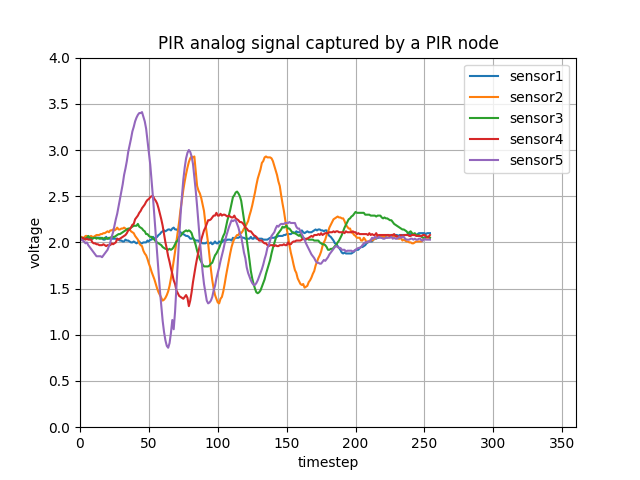 PIR analog signal captured by a PIR node
4.0
3.5
3.0
2.5
2.0
1.5
1.0
0.5
0.0
voltage
sensor1
sensor2
sensor3
sensor4
sensor5
0 50 100 150 200 250 300 350
timestep